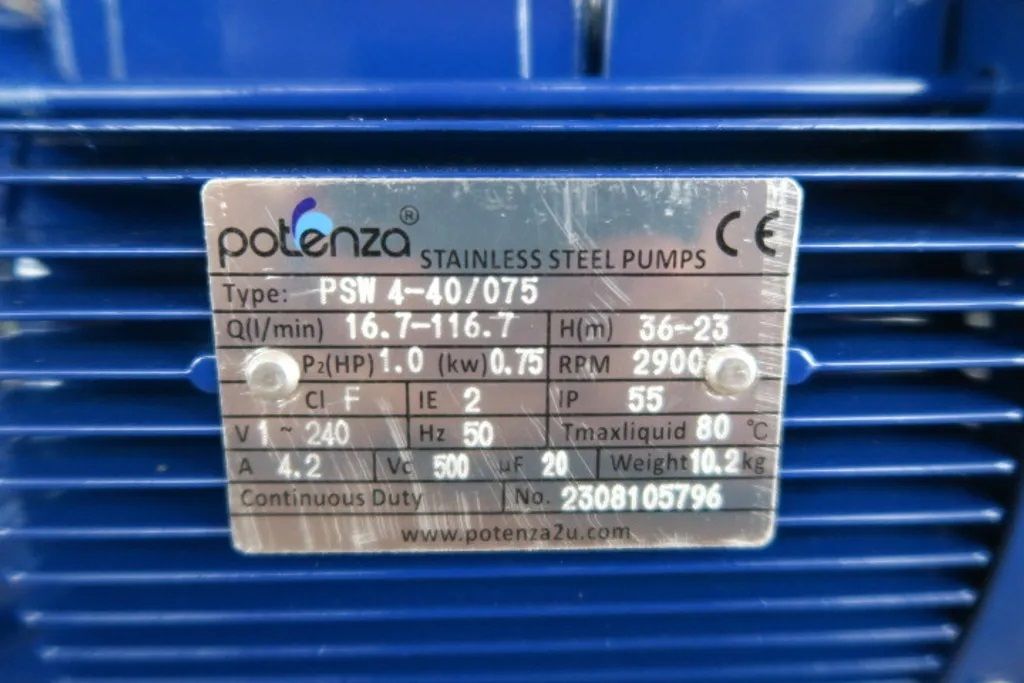 potenza®
STAINLESS STEEL PUMPS CE
Type: PSW 4-40/075
Q(l/min) 16.7-116.7 H(m) 36-23
P2(HP) 1.0 (kw) 0.75 RPM 2900
Cl F IE 2 IP 55
V 1 ~ 240 Hz 50 Tmaxliquid 80 °C
A 4.2 Vc 500 µF 20 Weight 10.2 kg
Continuous Duty No. 2308105796
www.potenza2u.com